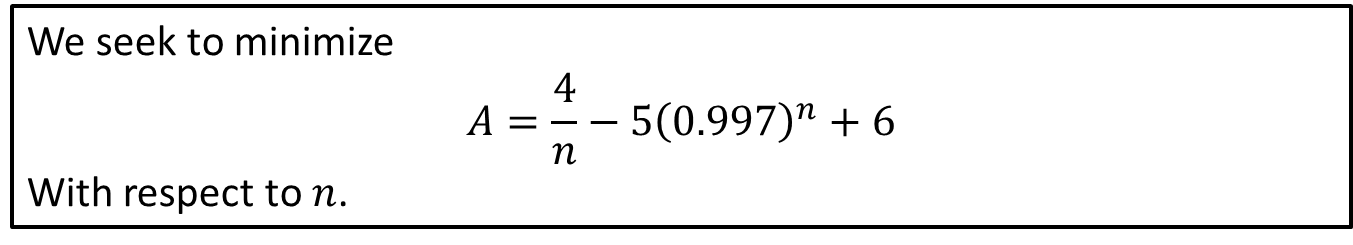 We seek to minimize
A = 4/n − 5(0.997)^n + 6
With respect to n.